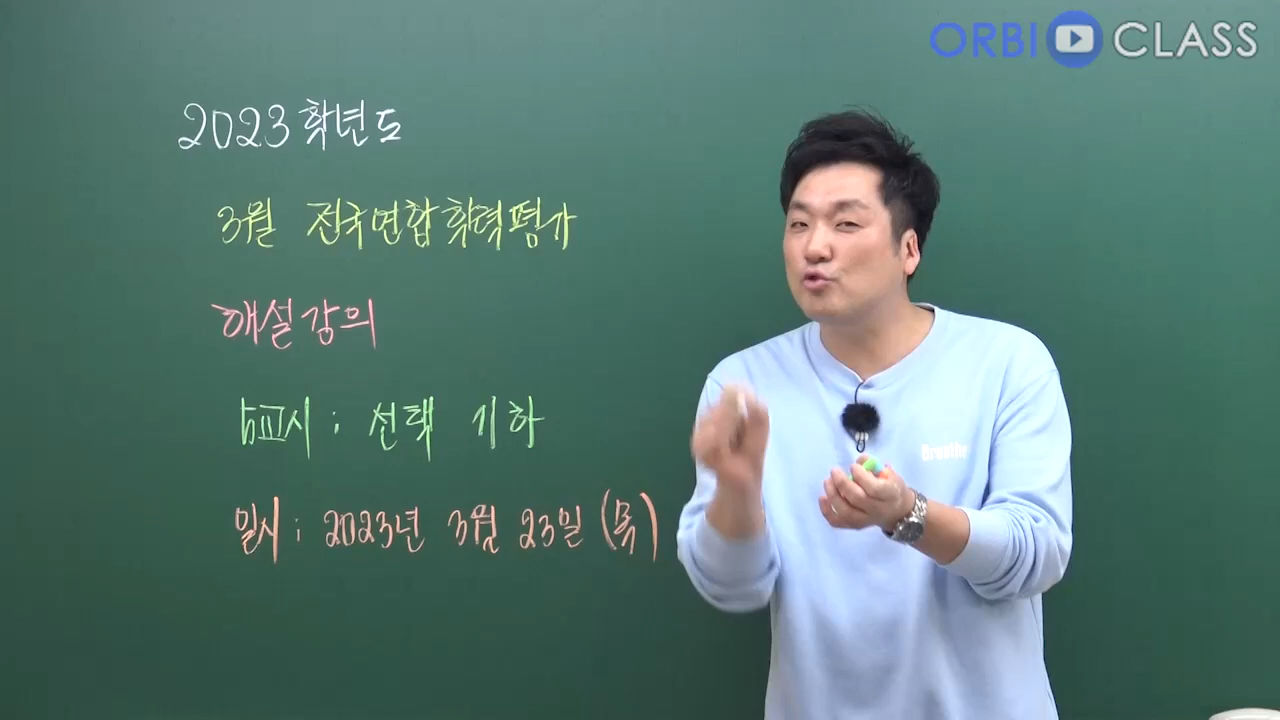 ORBI CLASS
2023학년도
3월 전국연합학력평가
해설강의
2교시 : 선택 기하
일시 : 2023년 3월 23일 (목)
Breathe